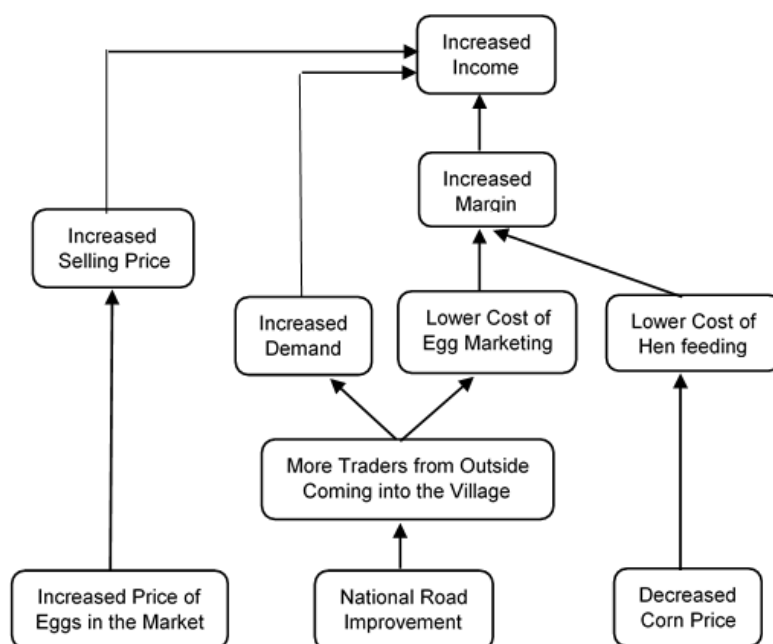 Increased
Income
Increased
Margin
Increased
Selling Price
Increased
Demand
Lower Cost of
Egg Marketing
Lower Cost of
Hen feeding
More Traders from Outside
Coming into the Village
Increased Price of
Eggs in the Market
National Road
Improvement
Decreased
Corn Price